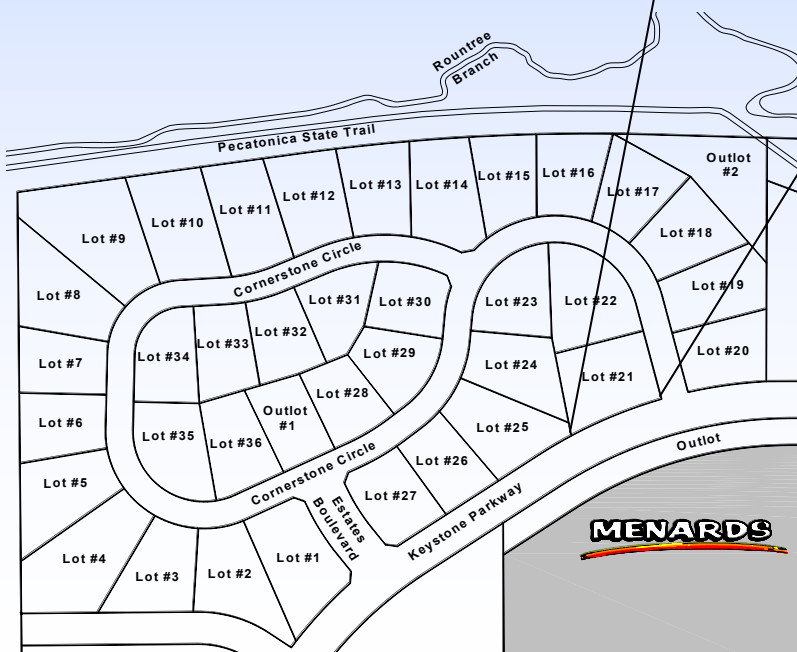 Rountree
Branch
Pecatonica State Trail
Outlot
#2
Lot #17
Lot #16
Lot #15
Lot #14
Lot #13
Lot #12
Lot #11
Lot #10
Lot #9
Lot #18
Cornerstone Circle
Lot #8
Lot #19
Lot #31
Lot #30
Lot #23
Lot #22
Lot #32
Lot #33
Lot #34
Lot #29
Lot #20
Lot #7
Lot #24
Lot #21
Lot #28
Outlot
#1
Lot #6
Lot #35
Lot #36
Lot #25
Cornerstone Circle
Outlot
Lot #26
Lot #5
Lot #27
Estates
Boulevard
Keystone Parkway
MENARDS
Lot #4
Lot #3
Lot #2
Lot #1